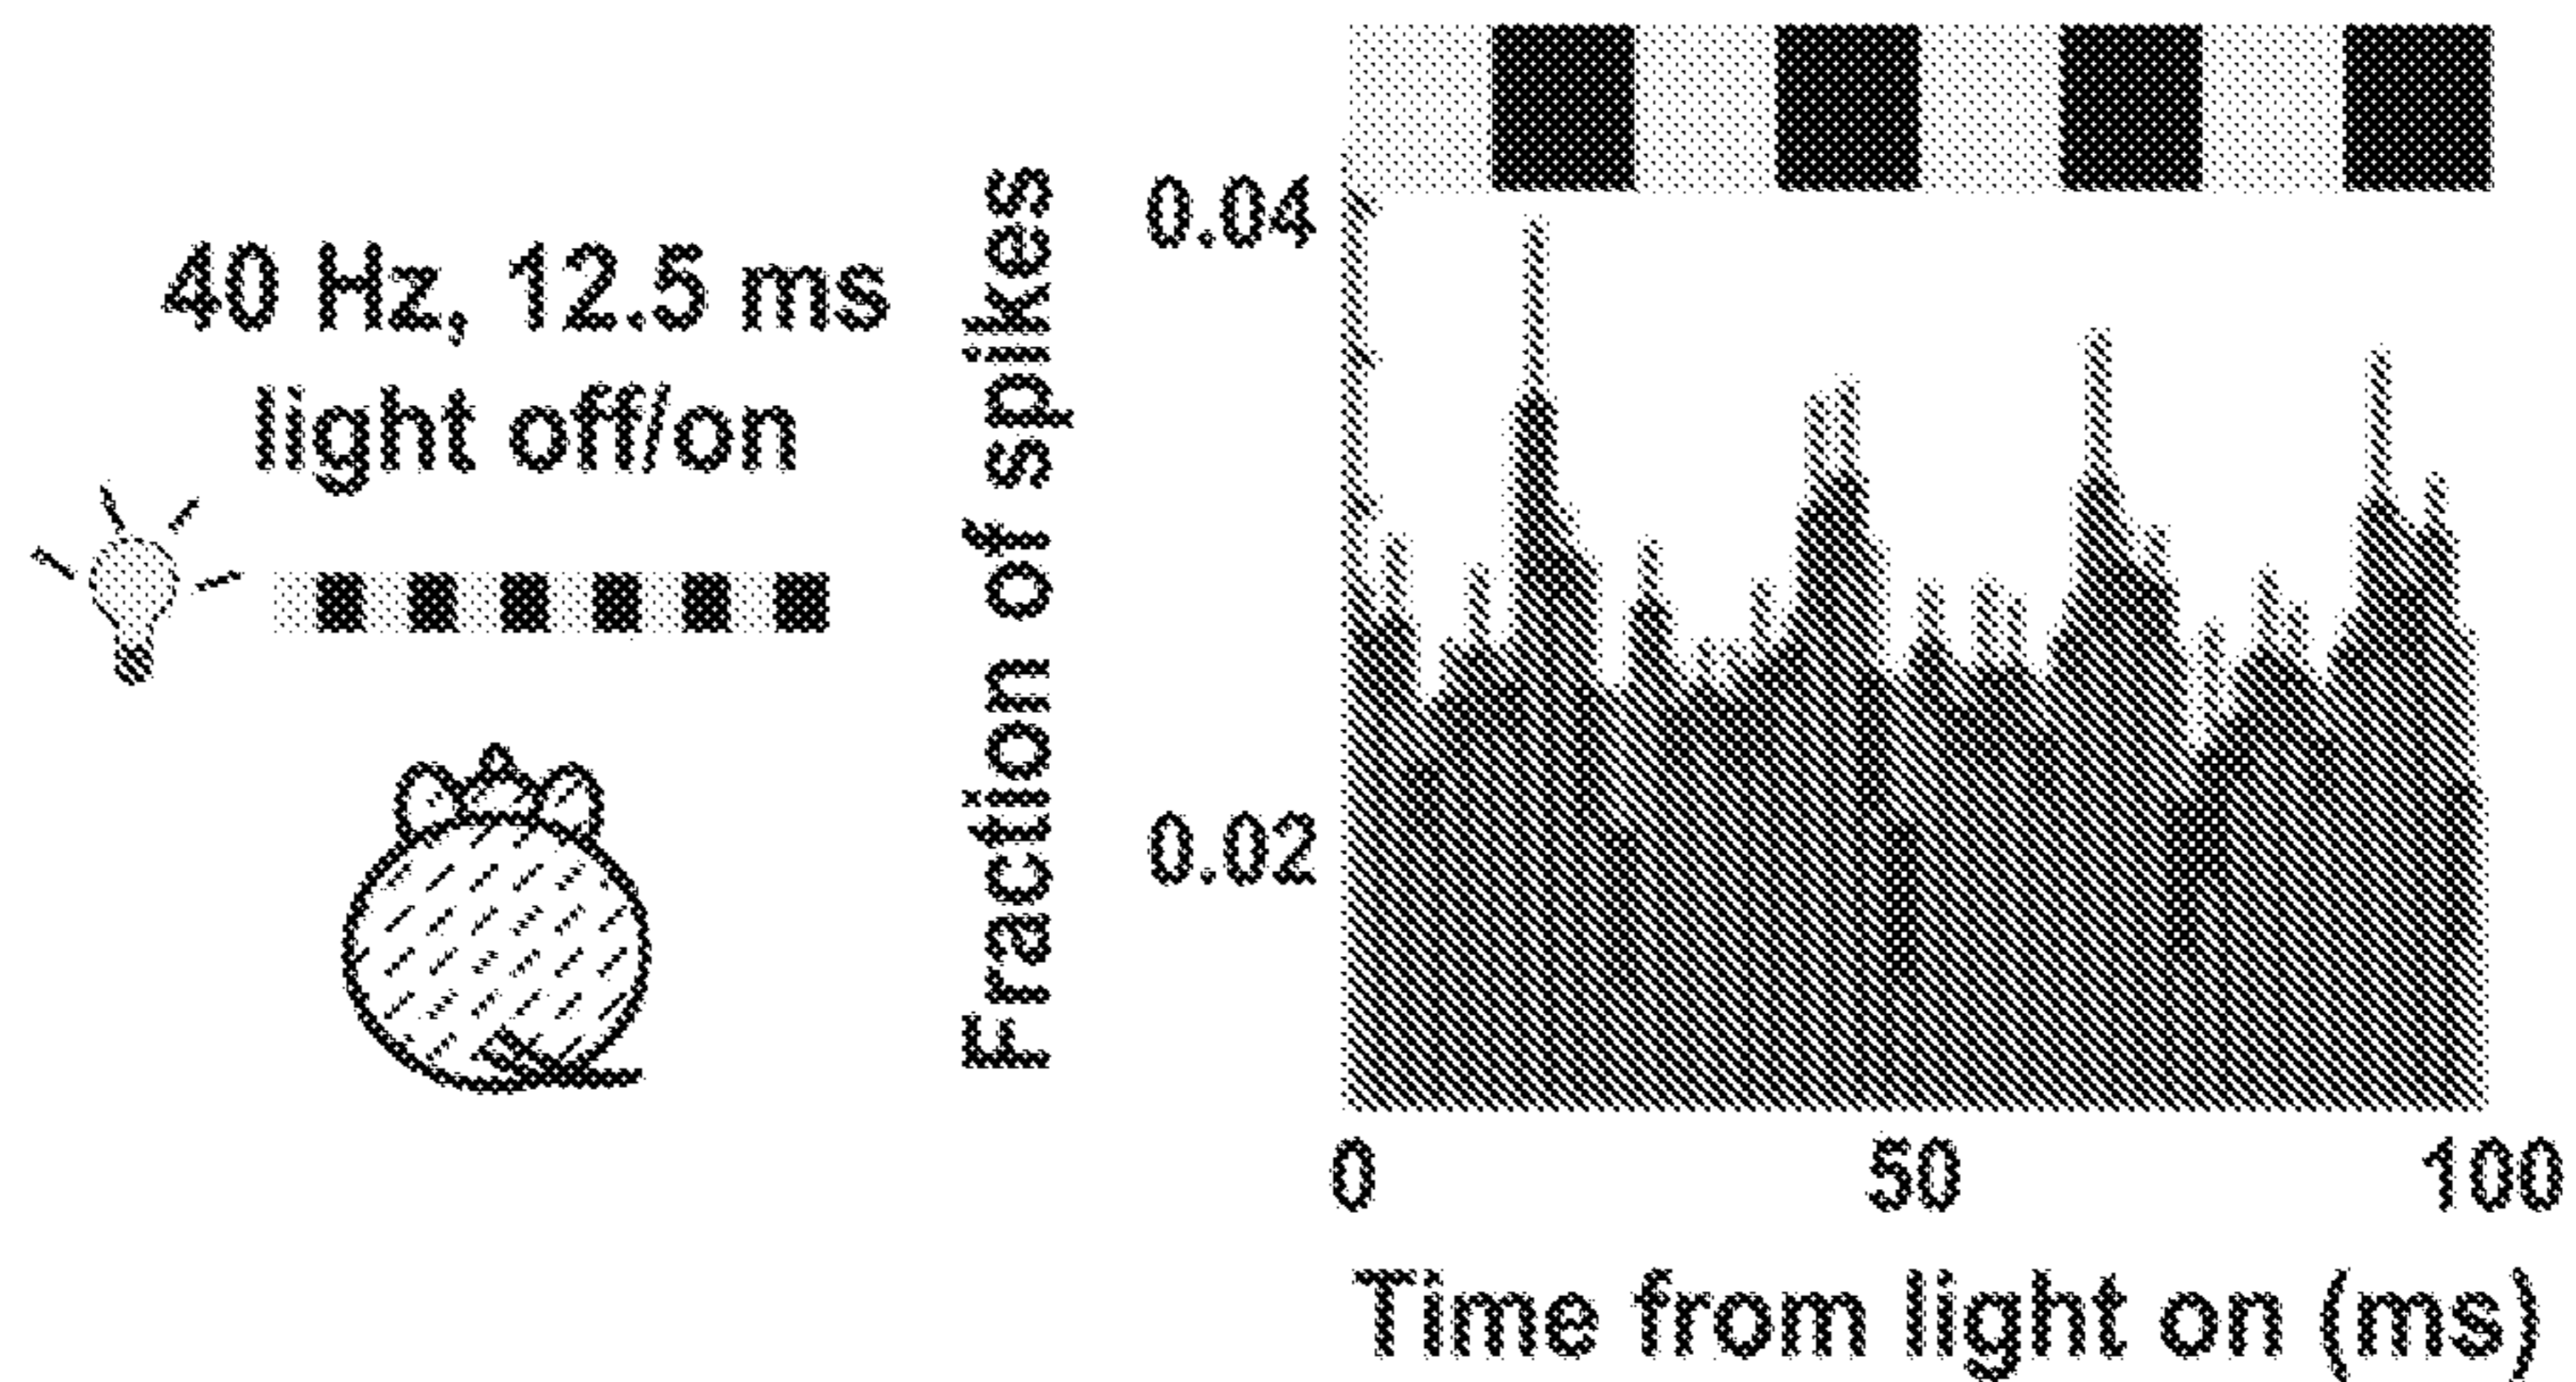 40 Hz, 12.5 ms
light off/on
Fraction of spikes
0.04
0.02
0
50
100
Time from light on (ms)